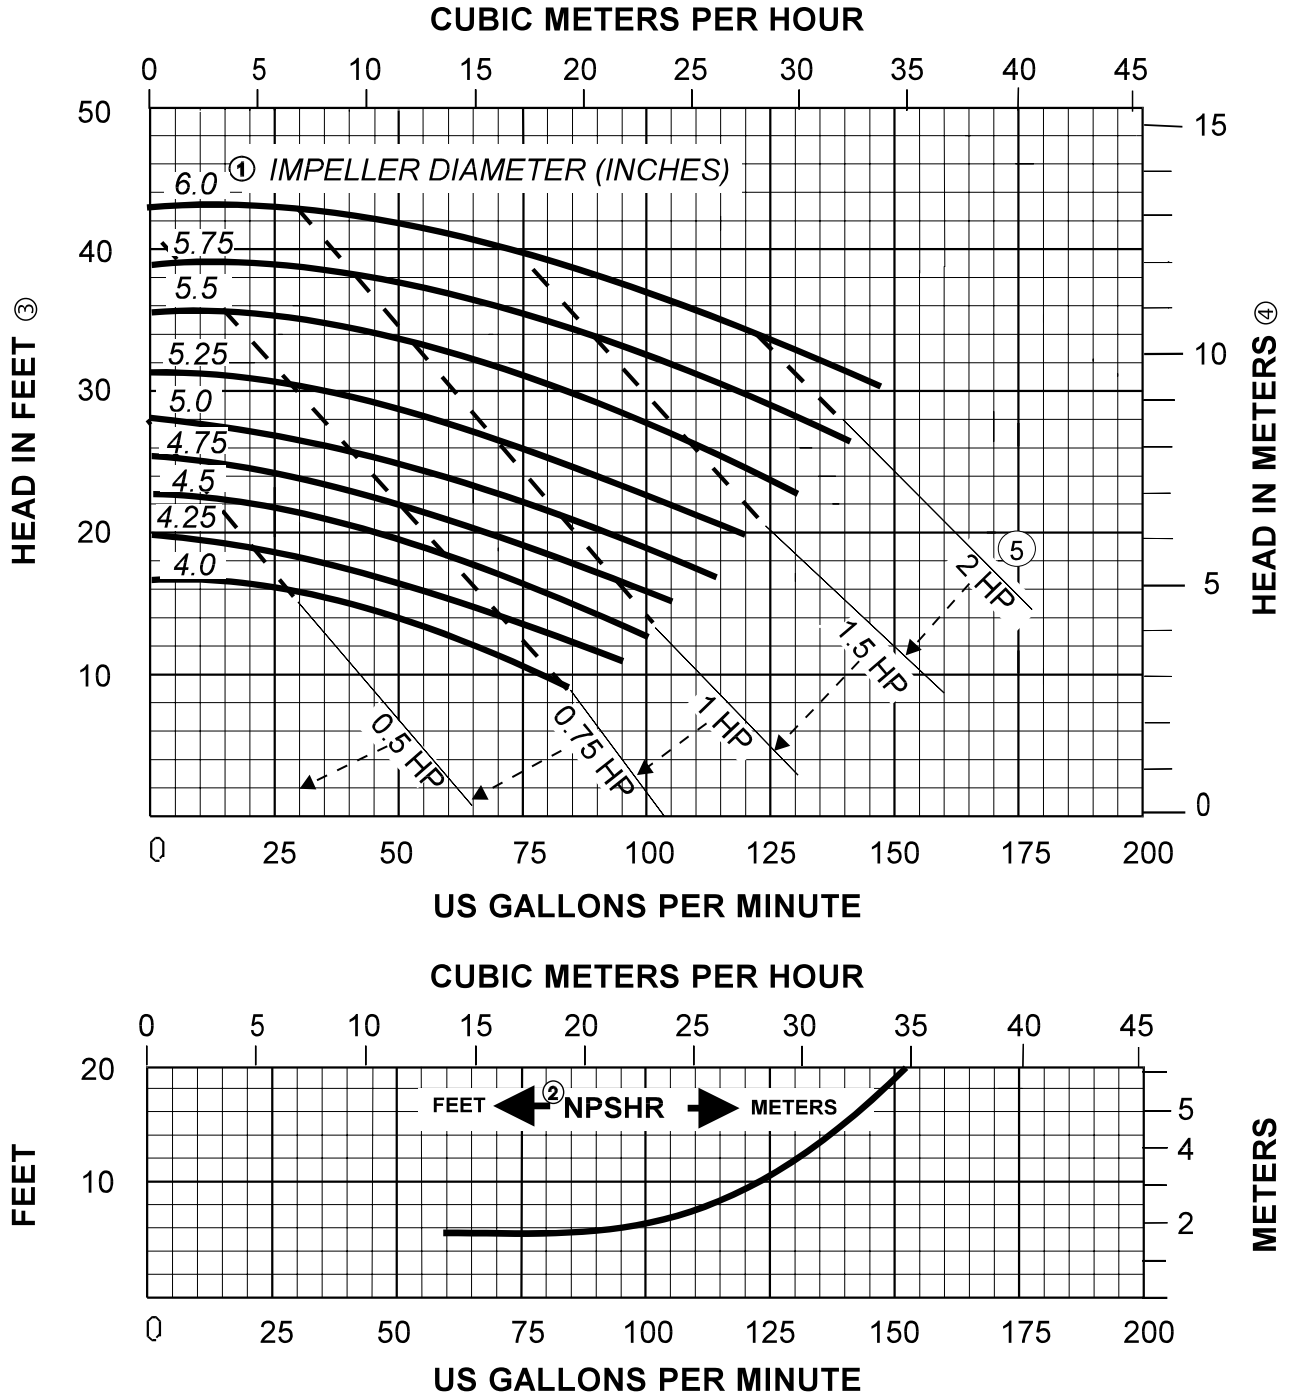 CUBIC METERS PER HOUR
0 5 10 15 20 25 30 35 40 45
50
40
30
20
10
HEAD IN FEET ③
① IMPELLER DIAMETER (INCHES)
6.0
5.75
5.5
5.25
5.0
4.75
4.5
4.25
4.0
15
10
5
0
HEAD IN METERS ④
⑤
2 HP
1.5 HP
1 HP
0.75 HP
0.5 HP
0 25 50 75 100 125 150 175 200
US GALLONS PER MINUTE
CUBIC METERS PER HOUR
0 5 10 15 20 25 30 35 40 45
20
10
FEET
FEET ② NPSHR METERS
5
4
2
METERS
0 25 50 75 100 125 150 175 200
US GALLONS PER MINUTE